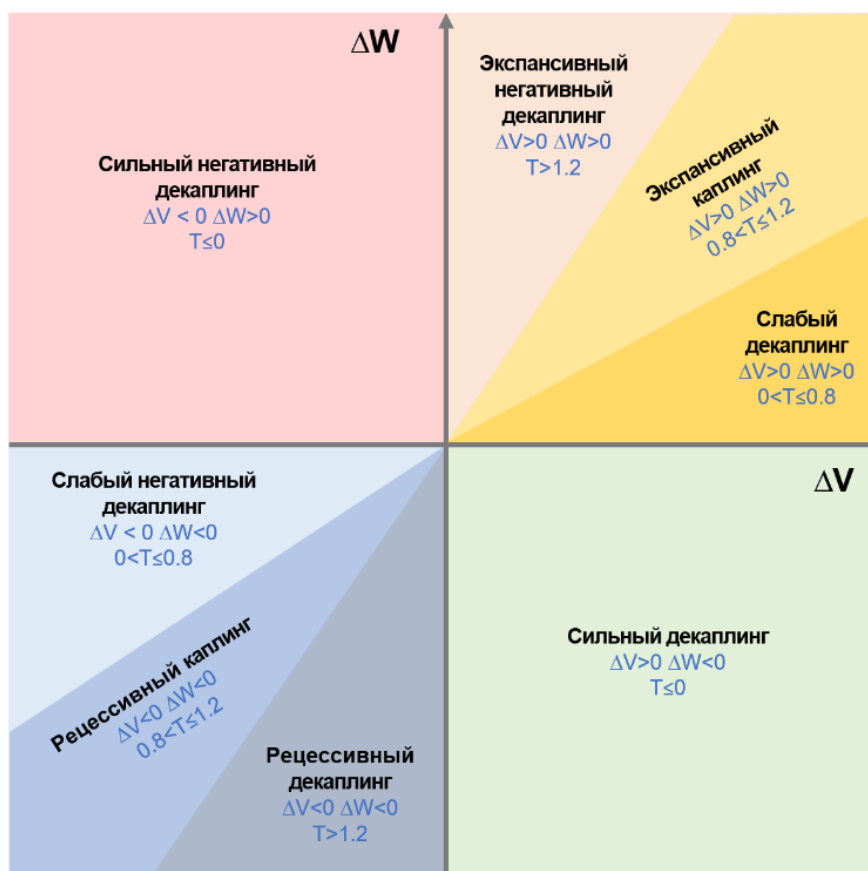 ΔW
Экспансивный
негативный
декаплинг
ΔV>0 ΔW>0
T>1.2
Экспансивный
каплинг
ΔV>0 ΔW>0
0.8<T≤1.2
Сильный негативный
декаплинг
ΔV < 0 ΔW>0
T≤0
Слабый
декаплинг
ΔV>0 ΔW>0
0<T≤0.8
ΔV
Слабый негативный
декаплинг
ΔV < 0 ΔW<0
0<T≤0.8
Сильный декаплинг
ΔV>0 ΔW<0
T≤0
Рецессивный каплинг
ΔV<0 ΔW<0
0.8<T≤1.2
Рецессивный
декаплинг
ΔV<0 ΔW<0
T>1.2